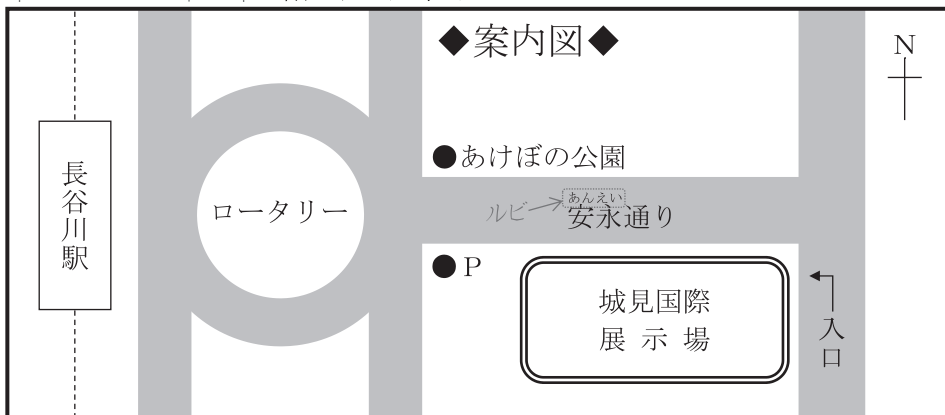 ◆案内図◆
N
●あけぼの公園
長谷川駅
ロータリー
ルビ
あんえい
安永通り
●P
城見国際
展示場
入口